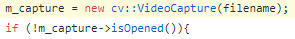 m_capture = new cv::VideoCapture(filename);
if (!m_capture->isOpened()){